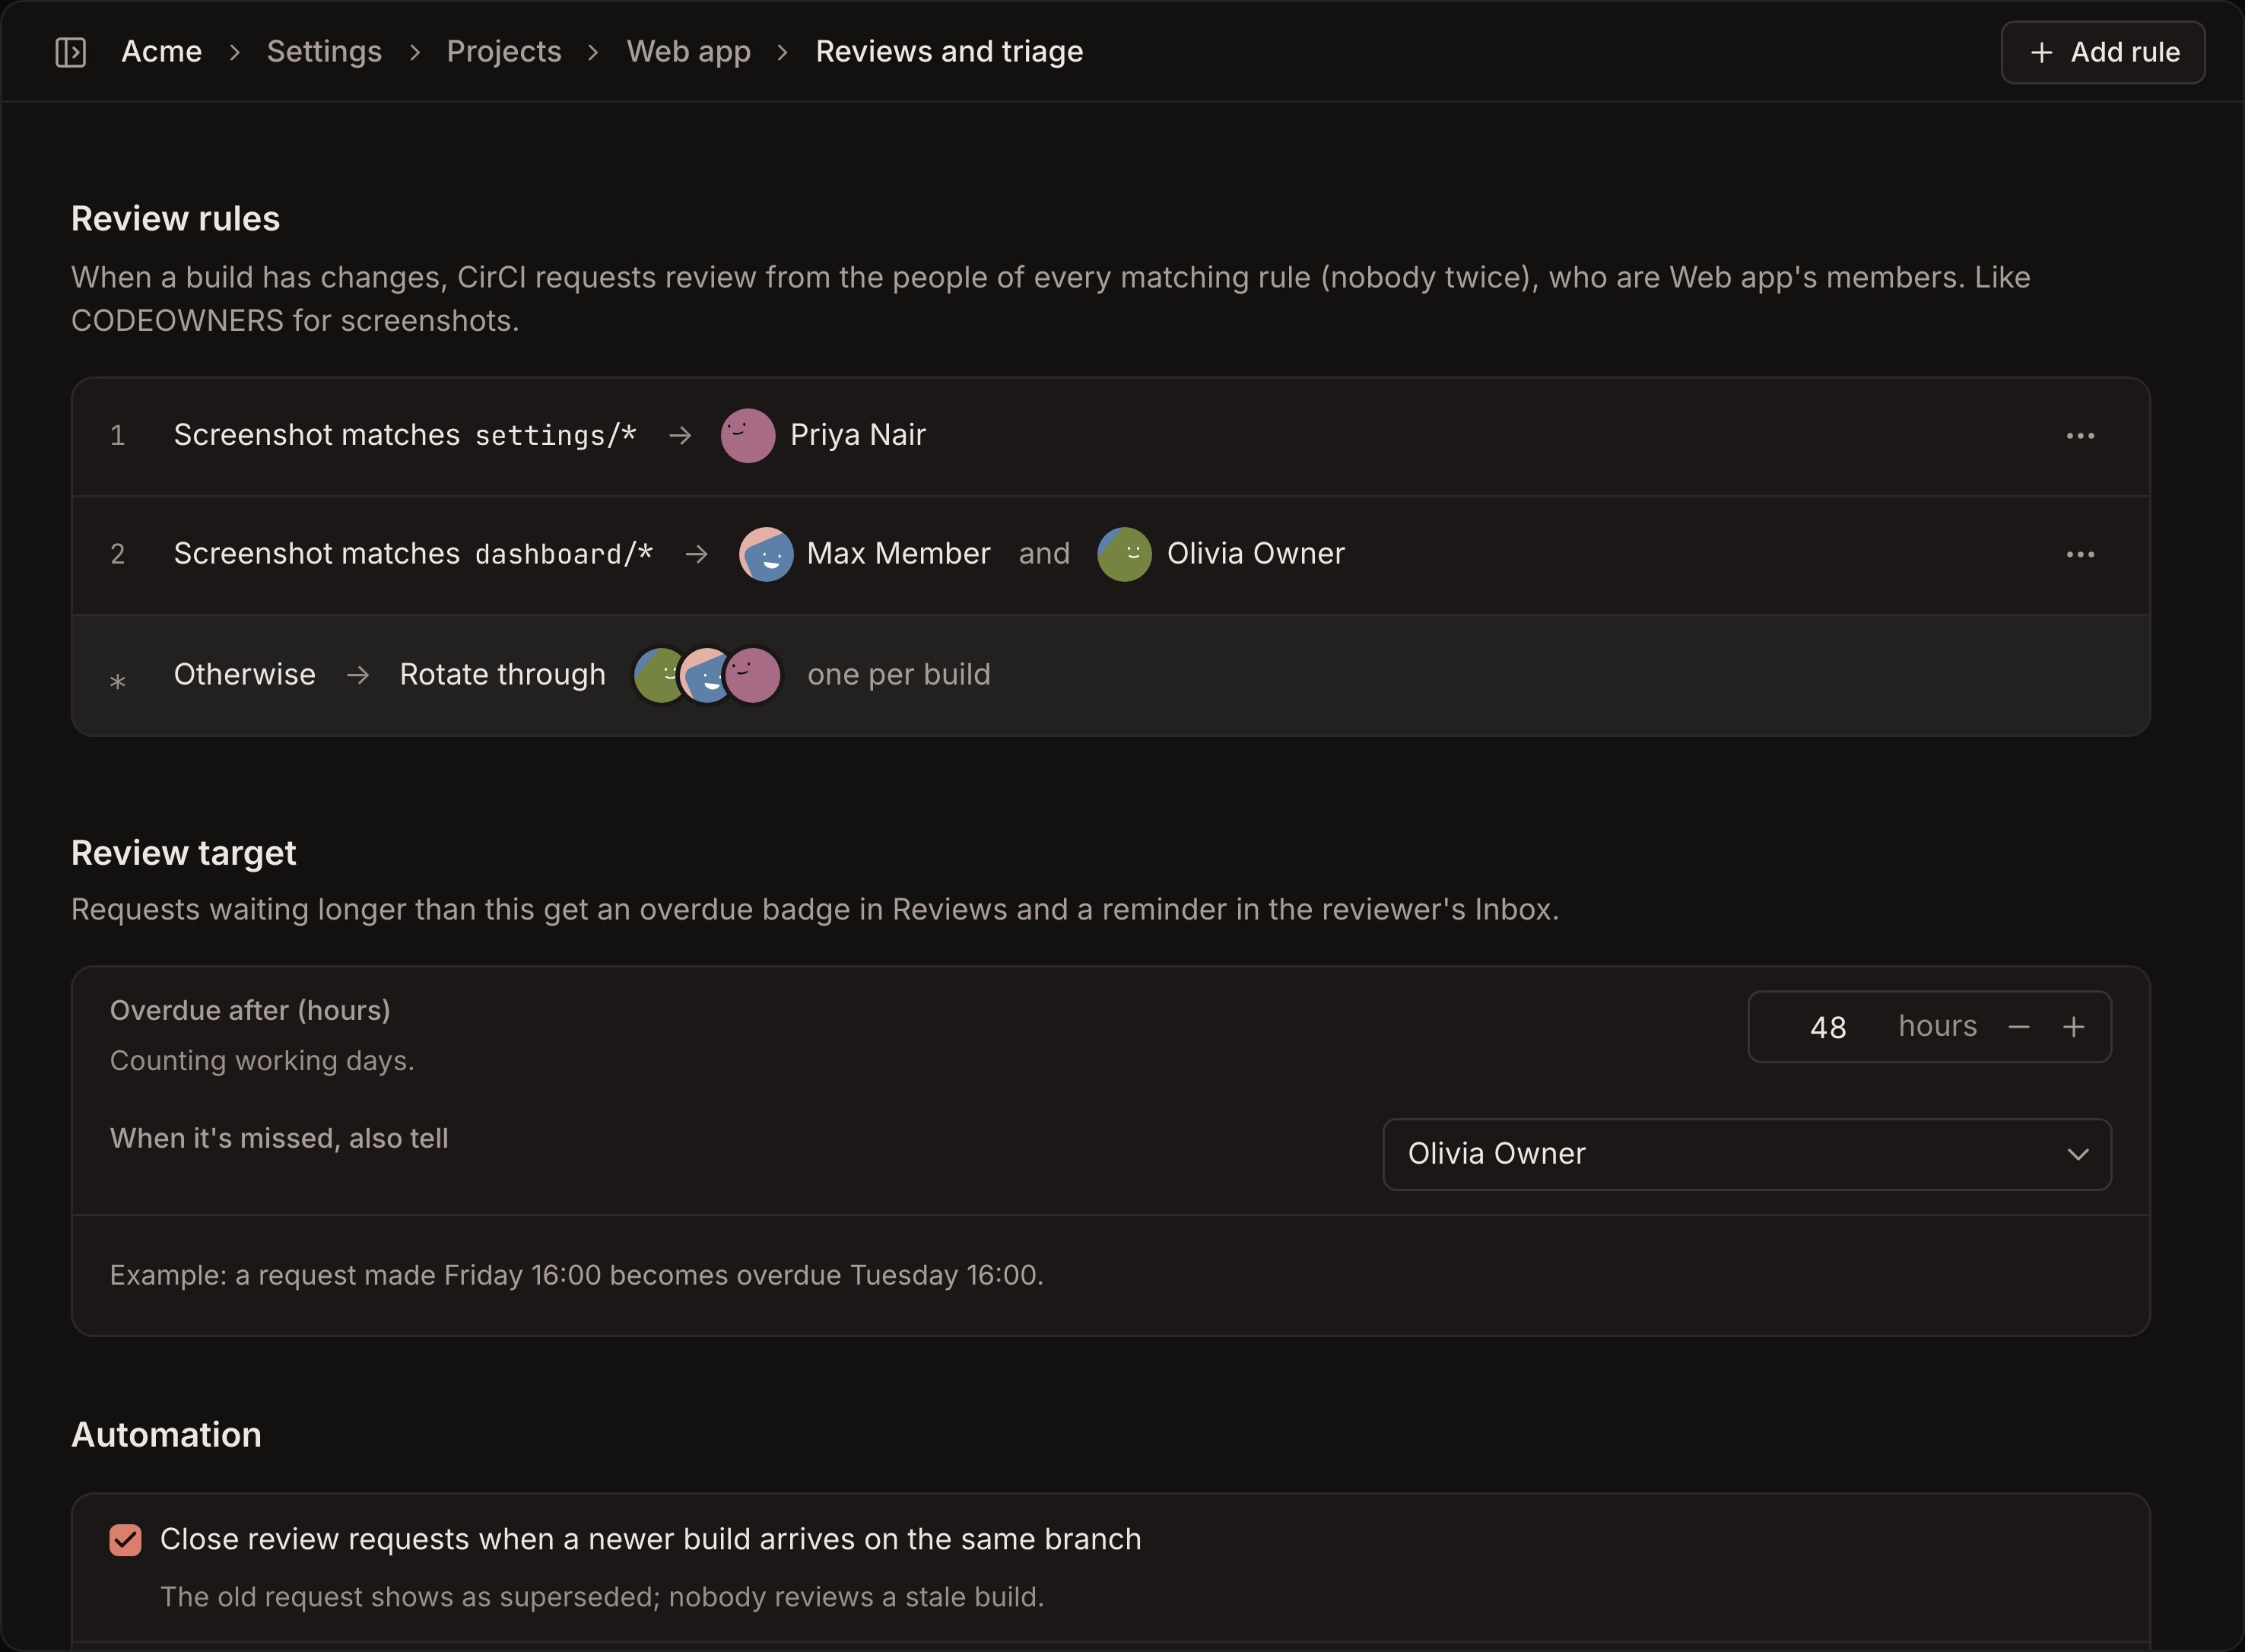 Acme > Settings > Projects > Web app > Reviews and triage
+ Add rule
Review rules
When a build has changes, CirCI requests review from the people of every matching rule (nobody twice), who are Web app's members. Like
CODEOWNERS for screenshots.
1 Screenshot matches settings/* → Priya Nair
2 Screenshot matches dashboard/* → Max Member and Olivia Owner
* Otherwise → Rotate through one per build
Review target
Requests waiting longer than this get an overdue badge in Reviews and a reminder in the reviewer's Inbox.
Overdue after (hours)
48 hours − +
Counting working days.
When it's missed, also tell
Olivia Owner
Example: a request made Friday 16:00 becomes overdue Tuesday 16:00.
Automation
Close review requests when a newer build arrives on the same branch
The old request shows as superseded; nobody reviews a stale build.